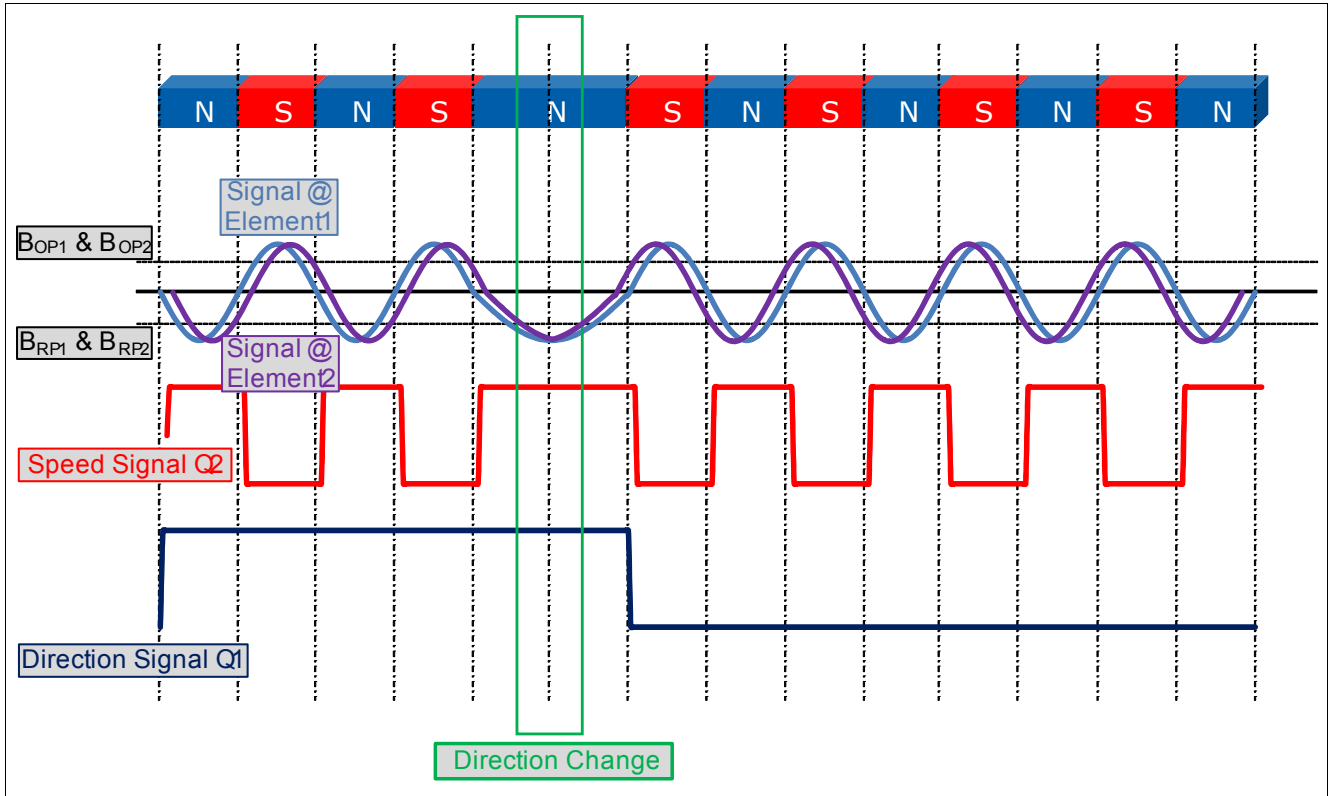 N S N S N S N S N S N S N
Signal @
Element1
BOP1 & BOP2
BRP1 & BRP2
Signal @
Element2
Speed Signal Q2
Direction Signal Q1
Direction Change